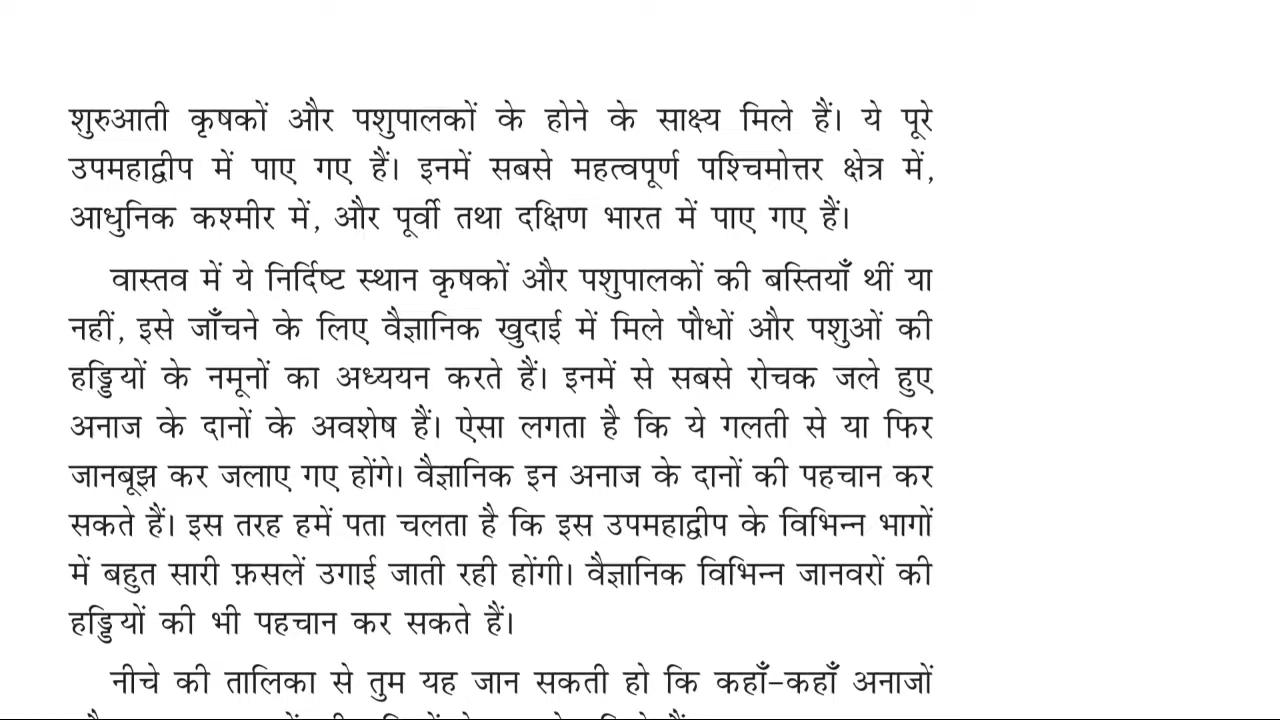 शुरुआती कृषकों और पशुपालकों के होने के साक्ष्य मिले हैं। ये पूरे
उपमहाद्वीप में पाए गए हैं। इनमें सबसे महत्वपूर्ण पश्चिमोत्तर क्षेत्र में,
आधुनिक कश्मीर में, और पूर्वी तथा दक्षिण भारत में पाए गए हैं।
वास्तव में ये निर्दिष्ट स्थान कृषकों और पशुपालकों की बस्तियाँ थीं या
नहीं, इसे जाँचने के लिए वैज्ञानिक खुदाई में मिले पौधों और पशुओं की
हड्डियों के नमूनों का अध्ययन करते हैं। इनमें से सबसे रोचक जले हुए
अनाज के दानों के अवशेष हैं। ऐसा लगता है कि ये गलती से या फिर
जानबूझ कर जलाए गए होंगे। वैज्ञानिक इन अनाज के दानों की पहचान कर
सकते हैं। इस तरह हमें पता चलता है कि इस उपमहाद्वीप के विभिन्न भागों
में बहुत सारी फ़सलें उगाई जाती रही होंगी। वैज्ञानिक विभिन्न जानवरों की
हड्डियों की भी पहचान कर सकते हैं।
नीचे की तालिका से तुम यह जान सकती हो कि कहाँ-कहाँ अनाजों